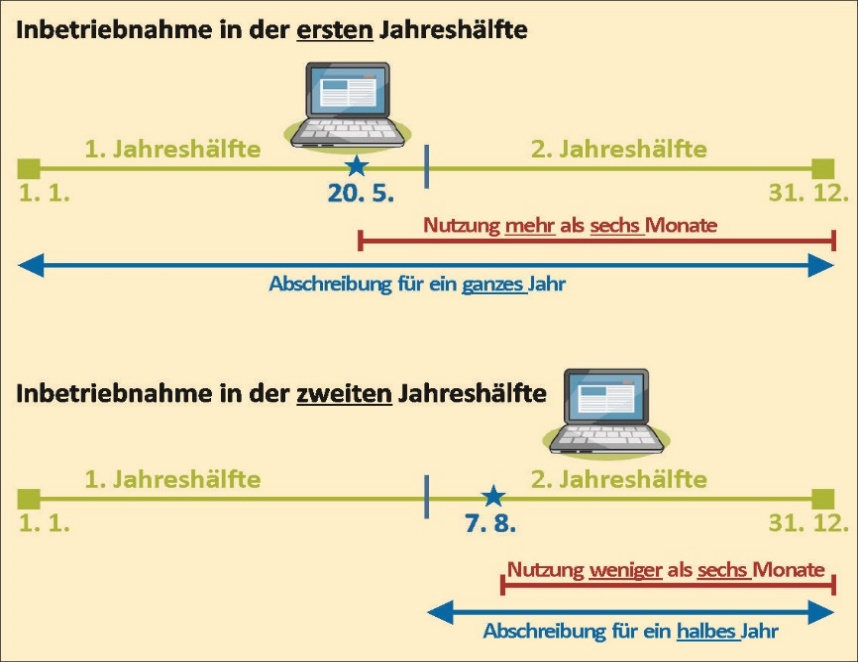 Inbetriebnahme in der ersten Jahreshälfte
1. Jahreshälfte 2. Jahreshälfte
1. 1. 20. 5. 31. 12.
Nutzung mehr als sechs Monate
Abschreibung für ein ganzes Jahr
Inbetriebnahme in der zweiten Jahreshälfte
1. Jahreshälfte 2. Jahreshälfte
1. 1. 7. 8. 31. 12.
Nutzung weniger als sechs Monate
Abschreibung für ein halbes Jahr